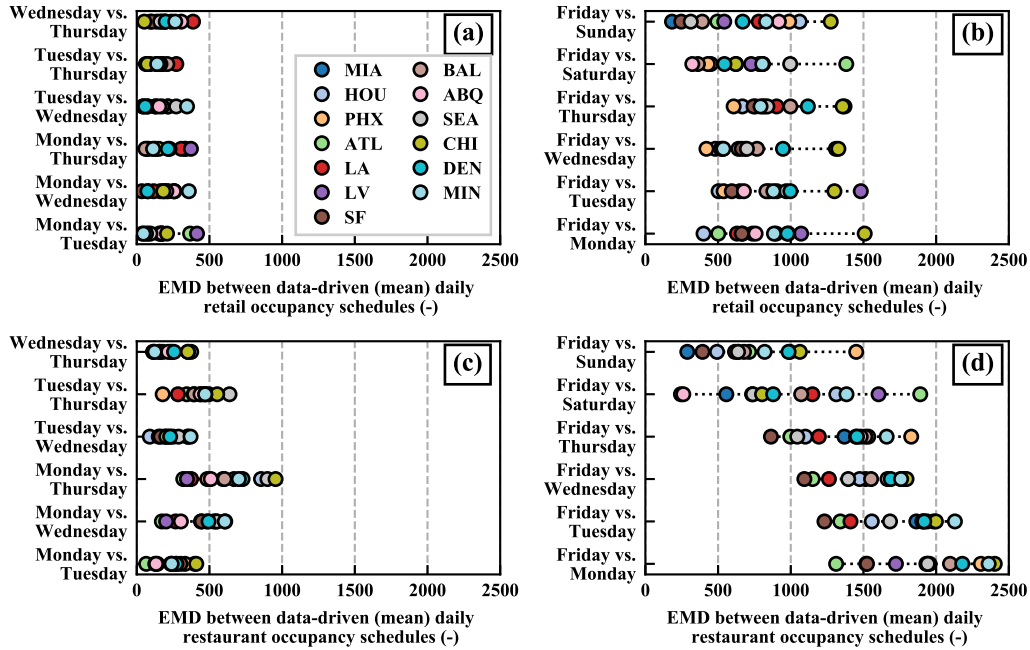 Wednesday vs.
Thursday
Tuesday vs.
Thursday
Tuesday vs.
Wednesday
Monday vs.
Thursday
Monday vs.
Wednesday
Monday vs.
Tuesday
(a)
MIA
HOU
PHX
ATL
LA
LV
SF
BAL
ABQ
SEA
CHI
DEN
MIN
0 500 1000 1500 2000 2500
EMD between data-driven (mean) daily
retail occupancy schedules (-)
Friday vs.
Sunday
Friday vs.
Saturday
Friday vs.
Thursday
Friday vs.
Wednesday
Friday vs.
Tuesday
Friday vs.
Monday
(b)
0 500 1000 1500 2000 2500
EMD between data-driven (mean) daily
retail occupancy schedules (-)
Wednesday vs.
Thursday
Tuesday vs.
Thursday
Tuesday vs.
Wednesday
Monday vs.
Thursday
Monday vs.
Wednesday
Monday vs.
Tuesday
(c)
0 500 1000 1500 2000 2500
EMD between data-driven (mean) daily
restaurant occupancy schedules (-)
Friday vs.
Sunday
Friday vs.
Saturday
Friday vs.
Thursday
Friday vs.
Wednesday
Friday vs.
Tuesday
Friday vs.
Monday
(d)
0 500 1000 1500 2000 2500
EMD between data-driven (mean) daily
restaurant occupancy schedules (-)